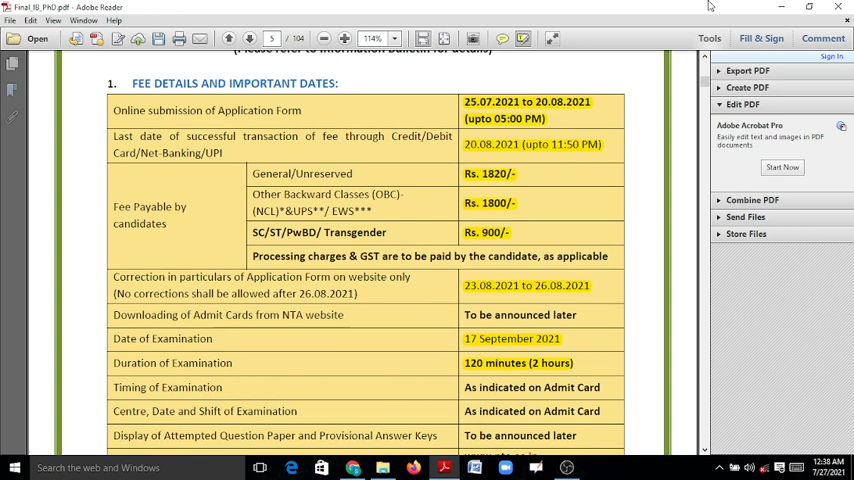 Final_IB_PhD.pdf - Adobe Reader
File Edit View Window Help
Open 5 / 104 114% Tools Fill & Sign Comment
Sign In
(Please refer to Information Bulletin for details)
1. FEE DETAILS AND IMPORTANT DATES:
Online submission of Application Form
25.07.2021 to 20.08.2021
(upto 05:00 PM)
Last date of successful transaction of fee through Credit/Debit
Card/Net-Banking/UPI
20.08.2021 (upto 11:50 PM)
Fee Payable by
candidates
General/Unreserved
Rs. 1820/-
Other Backward Classes (OBC)-
(NCL)*&UPS**/ EWS***
Rs. 1800/-
SC/ST/PwBD/ Transgender
Rs. 900/-
Processing charges & GST are to be paid by the candidate, as applicable
Correction in particulars of Application Form on website only
(No corrections shall be allowed after 26.08.2021)
23.08.2021 to 26.08.2021
Downloading of Admit Cards from NTA website
To be announced later
Date of Examination
17 September 2021
Duration of Examination
120 minutes (2 hours)
Timing of Examination
As indicated on Admit Card
Centre, Date and Shift of Examination
As indicated on Admit Card
Display of Attempted Question Paper and Provisional Answer Keys
To be announced later
Export PDF
Create PDF
Edit PDF
Adobe Acrobat Pro
Easily edit text and images in PDF
documents
Start Now
Combine PDF
Send Files
Store Files
Search the web and Windows
12:38 AM
7/27/2021